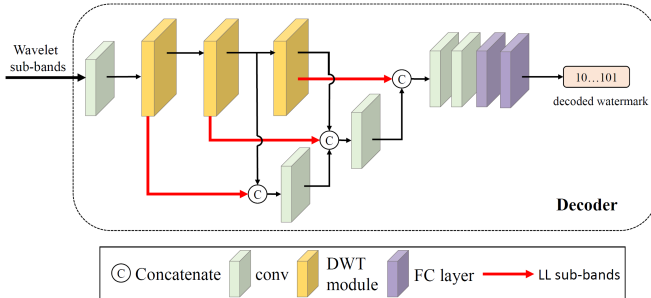 Wavelet
sub-bands
C
C
C
10...101
decoded watermark
Decoder
C Concatenate
conv
DWT
module
FC layer
LL sub-bands